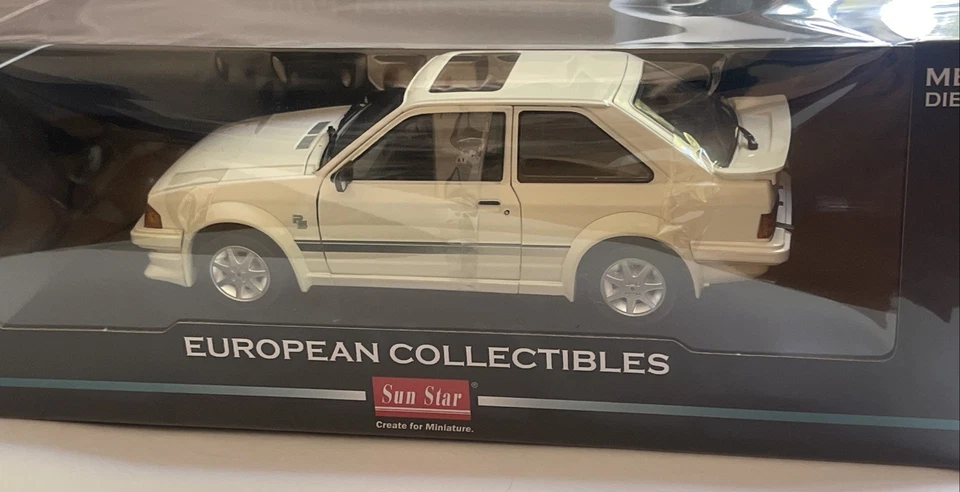 ME
DIE
RS
EUROPEAN COLLECTIBLES
Sun Star®
Create for Miniature.